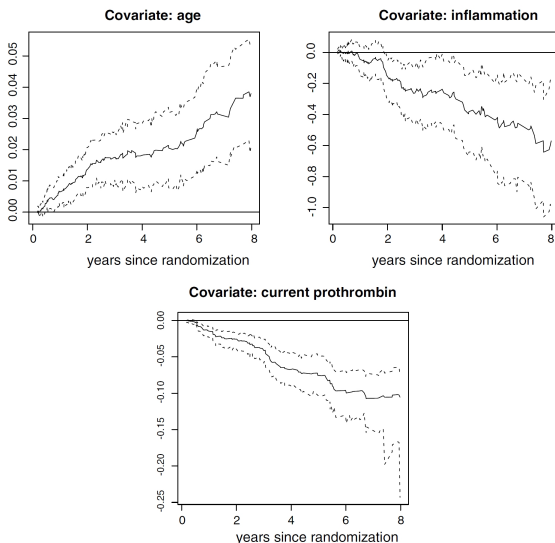 Covariate: age
0.05
0.04
0.03
0.02
0.01
0.00
0 2 4 6 8
years since randomization
Covariate: inflammation
0.0
-0.2
-0.4
-0.6
-0.8
-1.0
0 2 4 6 8
years since randomization
Covariate: current prothrombin
0.00
-0.05
-0.10
-0.15
-0.20
-0.25
0 2 4 6 8
years since randomization